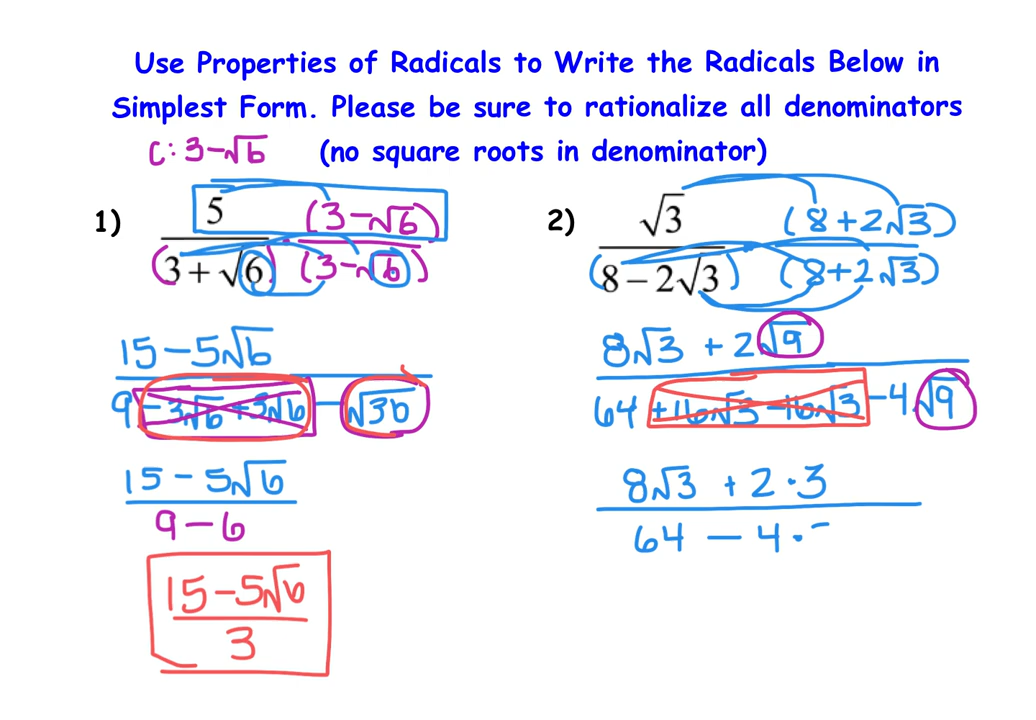 Use Properties of Radicals to Write the Radicals Below in
Simplest Form. Please be sure to rationalize all denominators
C: 3-√6 (no square roots in denominator)
1) 5 (3-√6)
(3+√6) · (3-√6)
15-5√6
9 -3√6 +3√6 -√36
15-5√6
9-6
15-5√6
3
2) √3 (8+2√3)
(8-2√3) · (8+2√3)
8√3 + 2√9
64 +16√3 -16√3 -4√9
8√3 + 2·3
64 - 4·